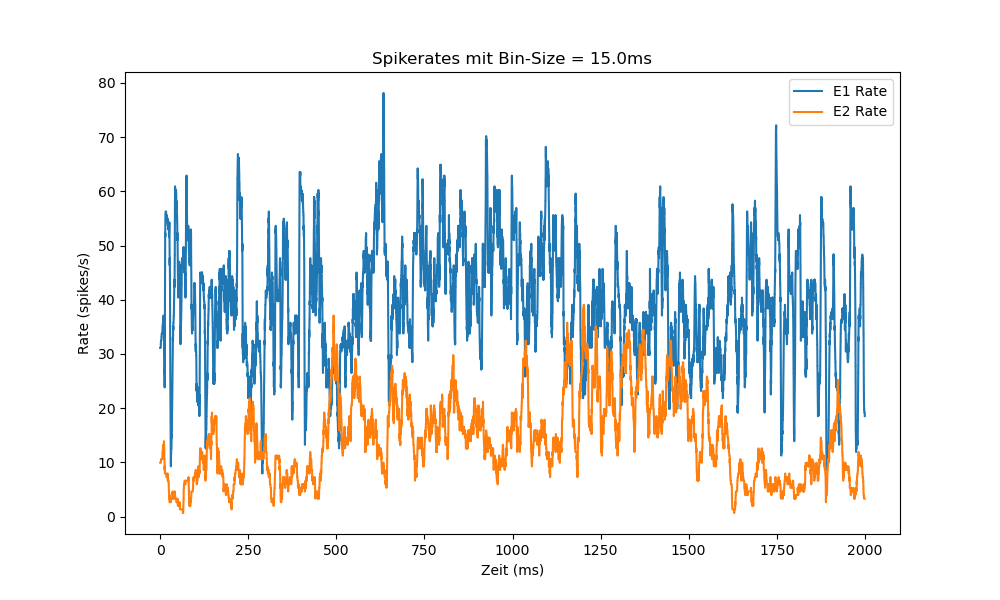 Spikerates mit Bin-Size = 15.0ms
E1 Rate
E2 Rate
80
70
60
50
40
30
20
10
0
Rate (spikes/s)
0 250 500 750 1000 1250 1500 1750 2000
Zeit (ms)